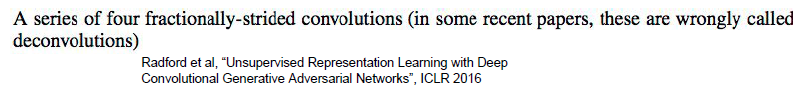 A series of four fractionally-strided convolutions (in some recent papers, these are wrongly called
deconvolutions)
Radford et al, “Unsupervised Representation Learning with Deep
Convolutional Generative Adversarial Networks”, ICLR 2016